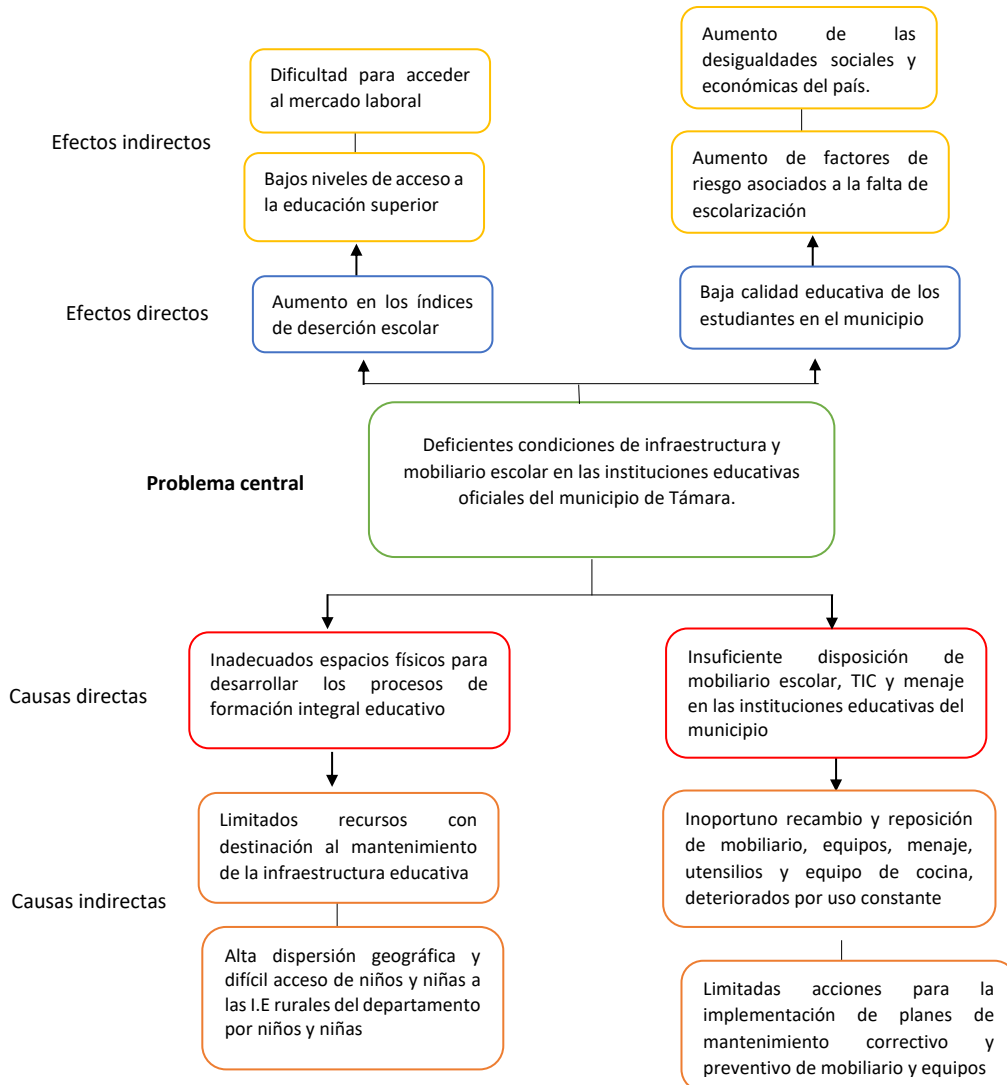 Aumento de las
desigualdades sociales y
económicas del país.
Dificultad para acceder
al mercado laboral
Efectos indirectos
Aumento de factores de
riesgo asociados a la falta de
escolarización
Bajos niveles de acceso a
la educación superior
Efectos directos
Aumento en los índices
de deserción escolar
Baja calidad educativa de los
estudiantes en el municipio
Problema central
Deficientes condiciones de infraestructura y
mobiliario escolar en las instituciones educativas
oficiales del municipio de Támara.
Causas directas
Inadecuados espacios físicos para
desarrollar los procesos de
formación integral educativo
Insuficiente disposición de
mobiliario escolar, TIC y menaje
en las instituciones educativas del
municipio
Causas indirectas
Limitados recursos con
destinación al mantenimiento
de la infraestructura educativa
Inoportuno recambio y reposición
de mobiliario, equipos, menaje,
utensilios y equipo de cocina,
deteriorados por uso constante
Alta dispersión geográfica y
difícil acceso de niños y niñas a
las I.E rurales del departamento
por niños y niñas
Limitadas acciones para la
implementación de planes de
mantenimiento correctivo y
preventivo de mobiliario y equipos